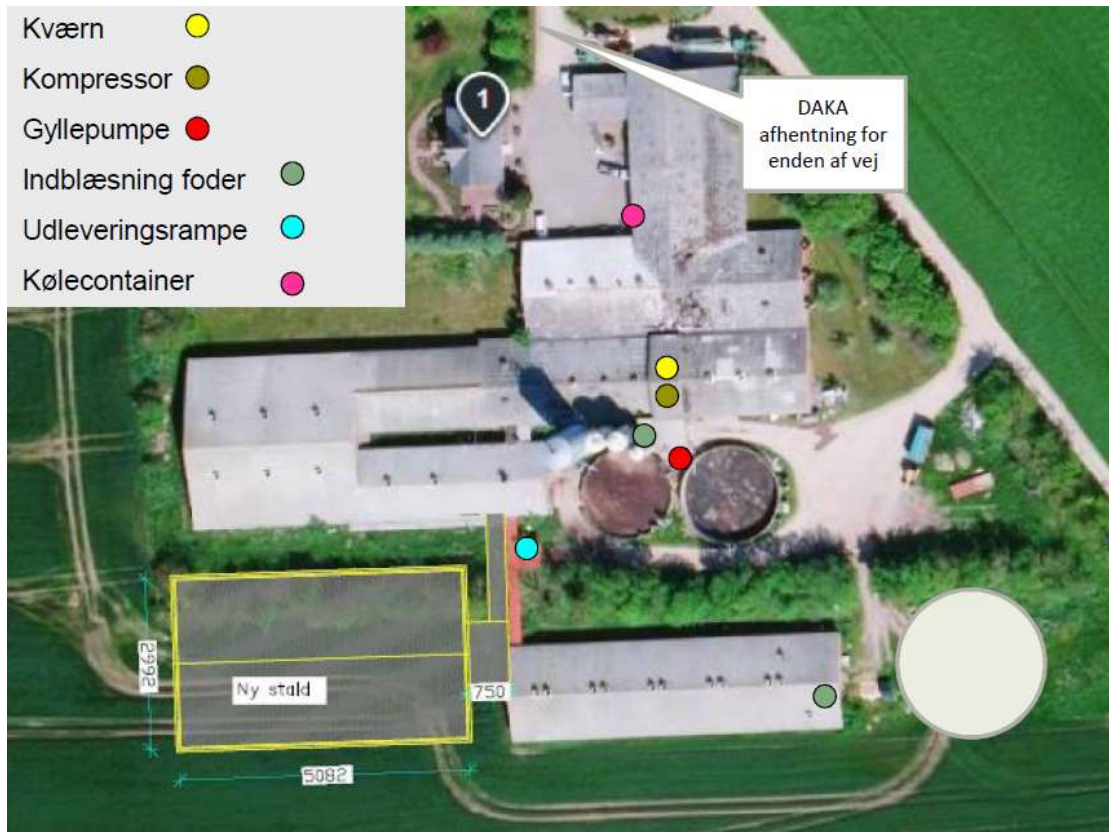 Kværn
Kompressor
Gyllepumpe
Indblæsning foder
Udleveringsrampe
Kølecontainer
1
DAKA
afhentning for
enden af vej
2992
Ny stald
750
5082